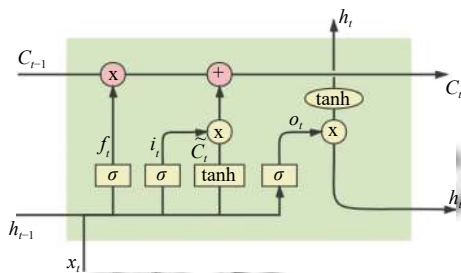 h_t
C_{t-1}
x
+
C_t
tanh
f_t
i_t
x
C̃_t
o_t
x
σ
σ
tanh
σ
h_{t-1}
h_t
x_t